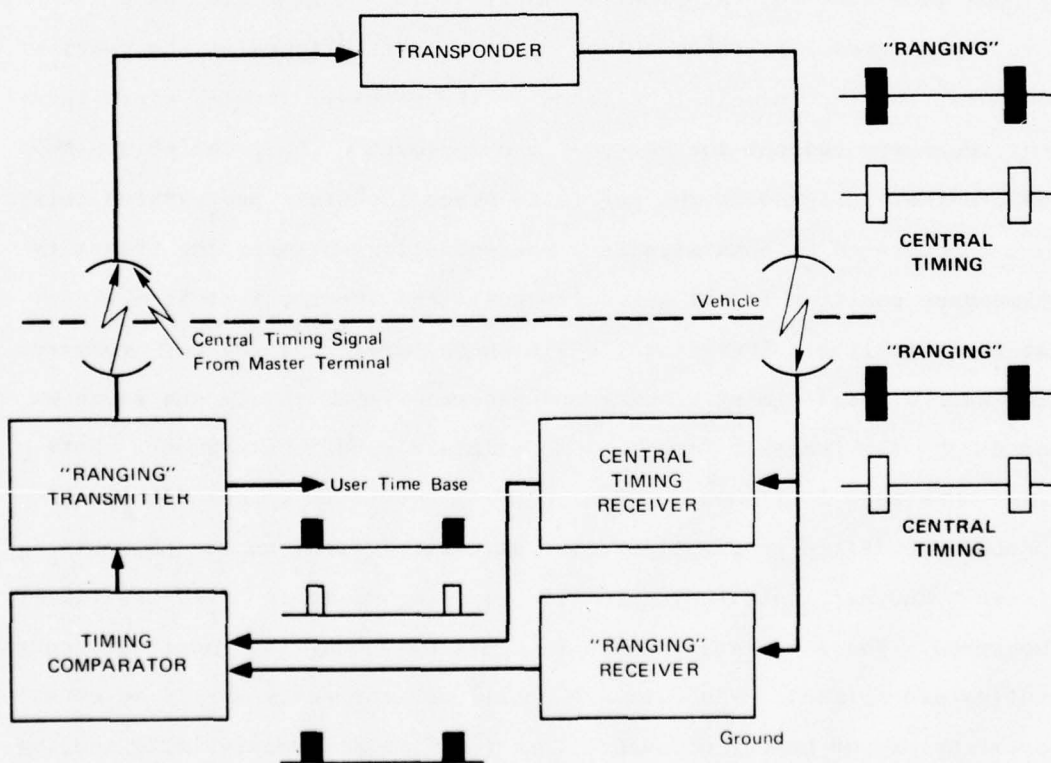 TRANSPONDER
"RANGING"
CENTRAL
TIMING
Vehicle
Central Timing Signal
From Master Terminal
"RANGING"
"RANGING"
TRANSMITTER
User Time Base
CENTRAL
TIMING
RECEIVER
CENTRAL
TIMING
TIMING
COMPARATOR
"RANGING"
RECEIVER
Ground